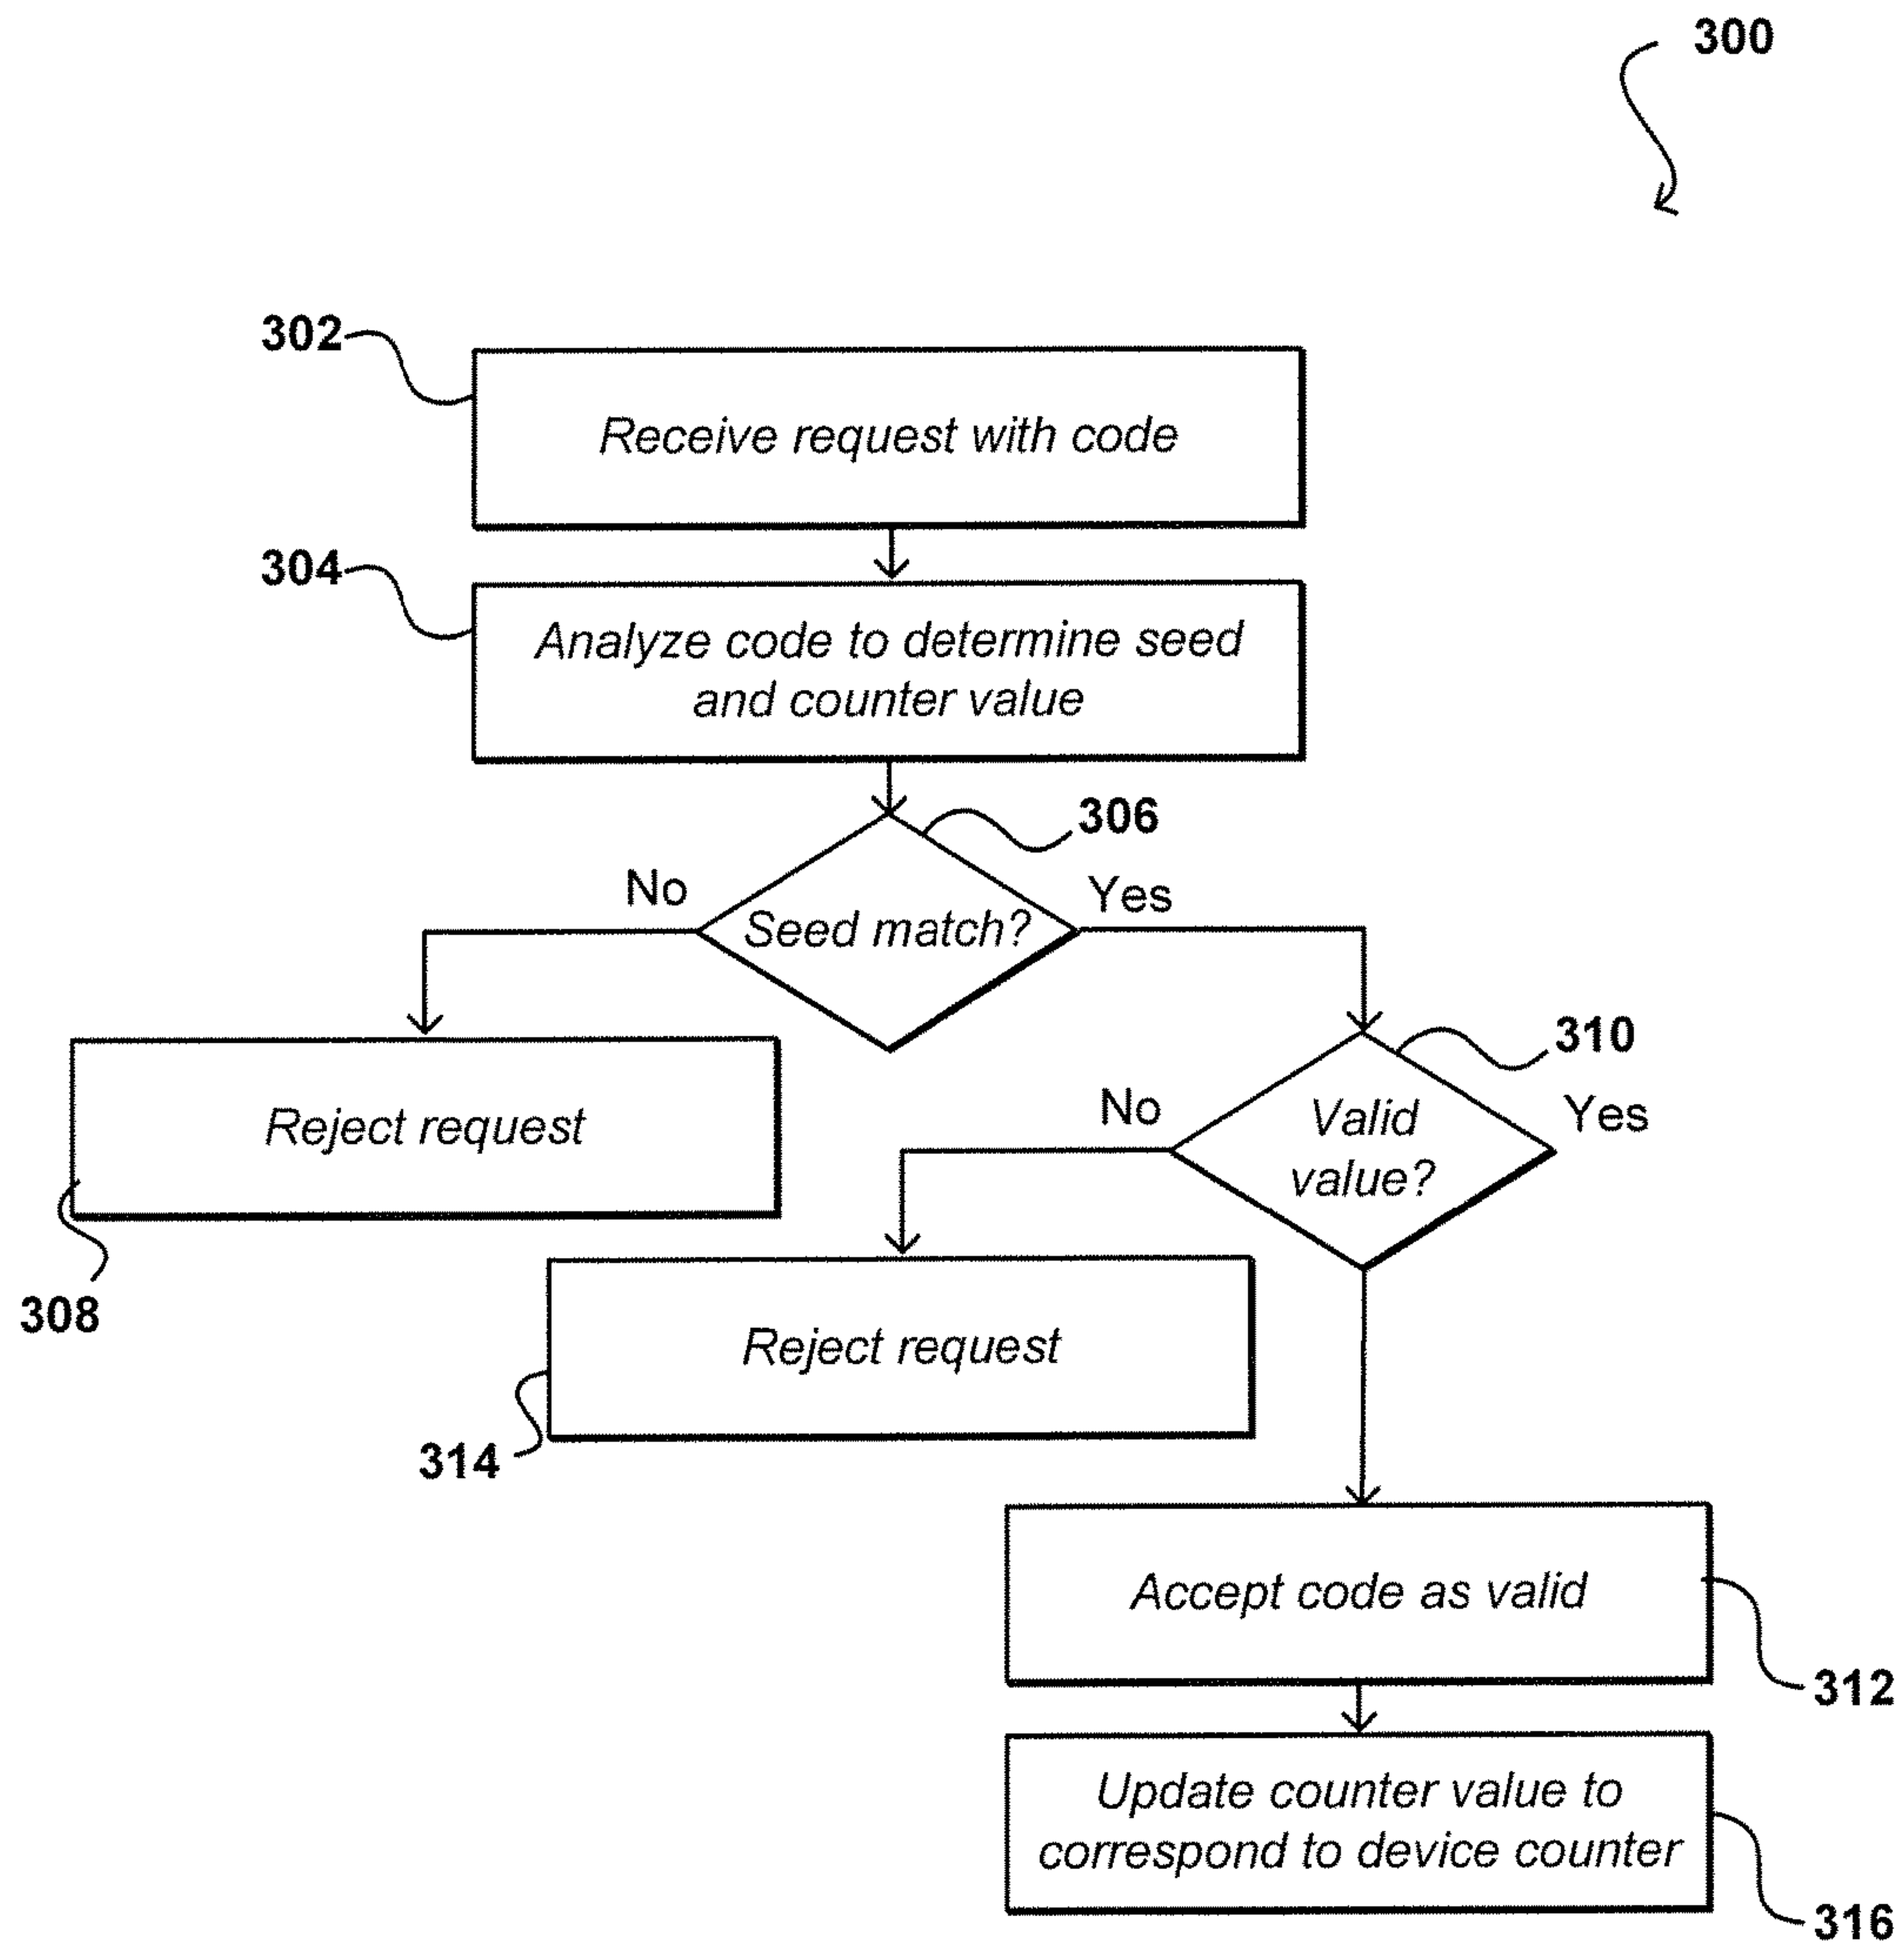 300
302
Receive request with code
304
Analyze code to determine seed
and counter value
306
No
Yes
Seed match?
310
No
Yes
Valid
value?
Reject request
308
Reject request
314
Accept code as valid
312
Update counter value to
correspond to device counter
316